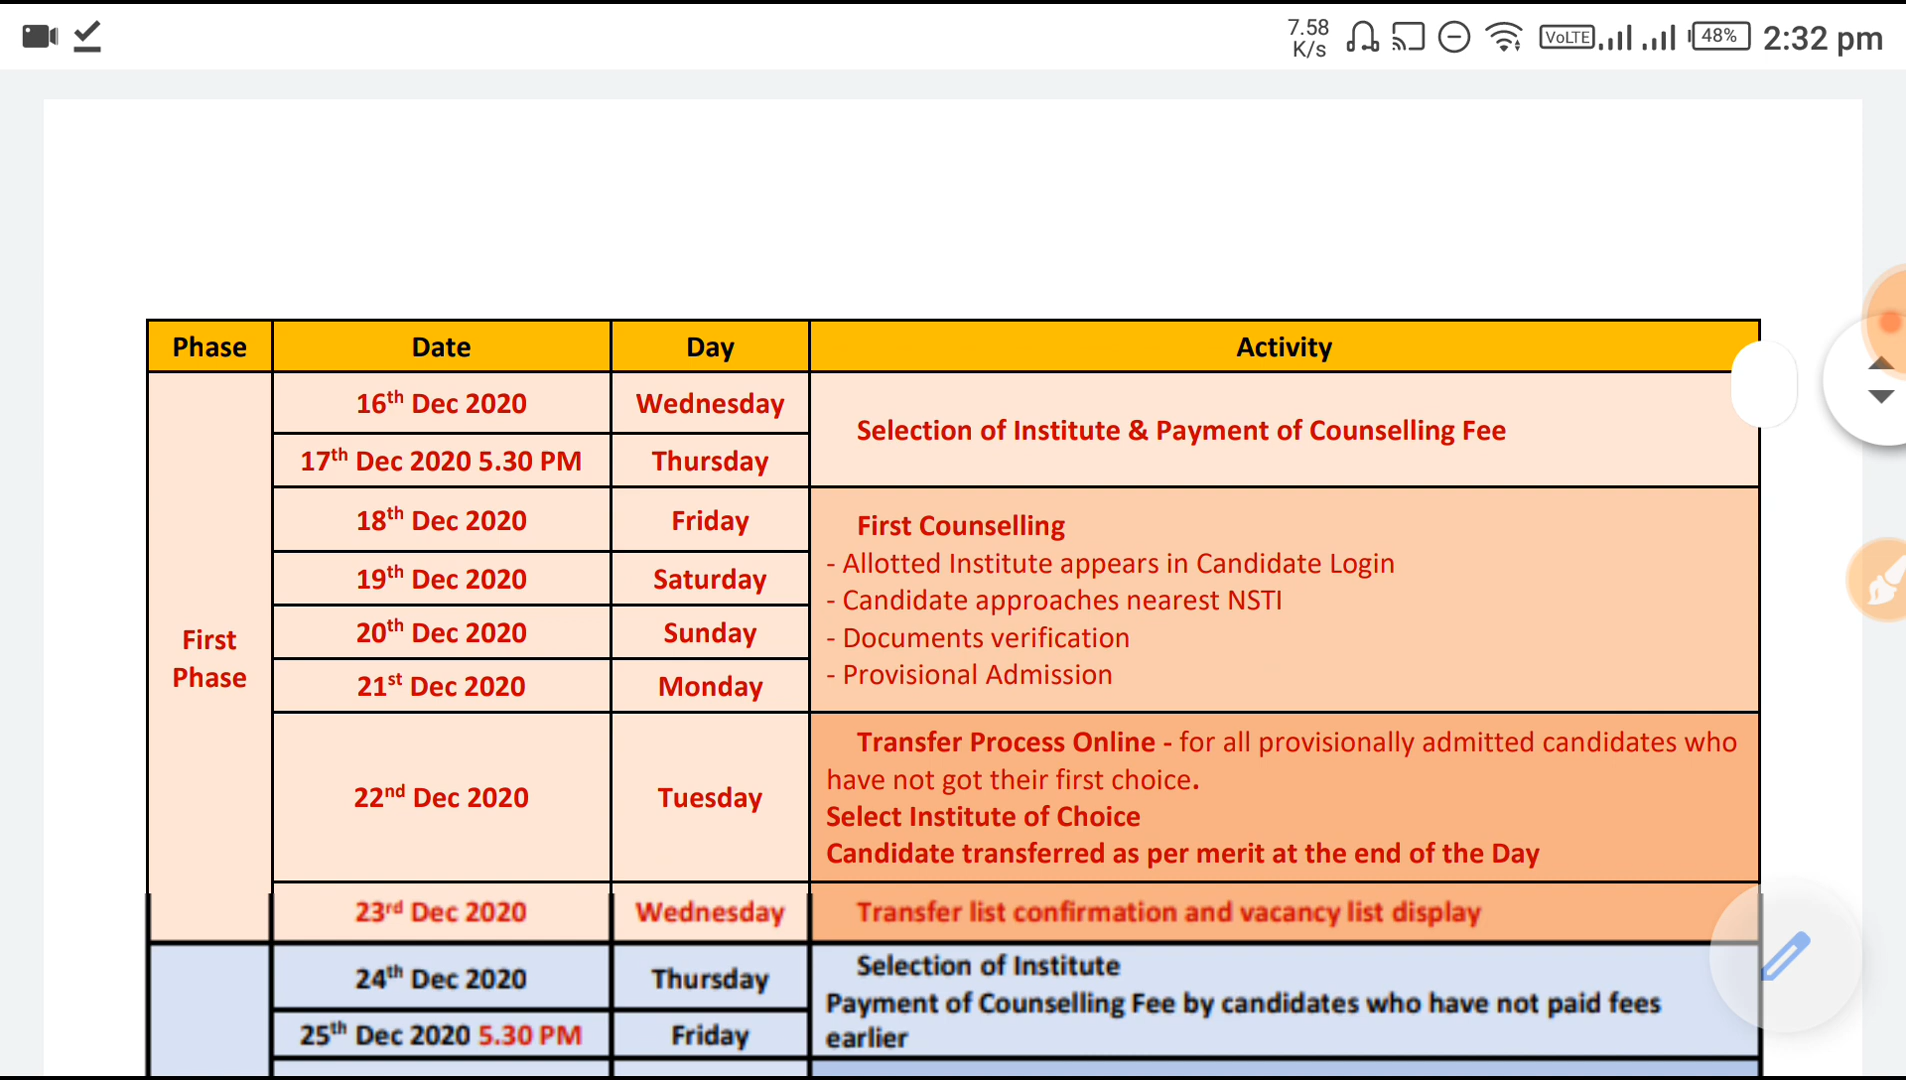 7.58
K/s
VoLTE
48%
2:32 pm
Phase Date Day Activity
16th Dec 2020 Wednesday
Selection of Institute & Payment of Counselling Fee
17th Dec 2020 5.30 PM Thursday
18th Dec 2020 Friday
First Counselling
- Allotted Institute appears in Candidate Login
19th Dec 2020 Saturday
- Candidate approaches nearest NSTI
20th Dec 2020 Sunday
- Documents verification
First
Phase
- Provisional Admission
21st Dec 2020 Monday
Transfer Process Online - for all provisionally admitted candidates who
have not got their first choice.
22nd Dec 2020 Tuesday
Select Institute of Choice
Candidate transferred as per merit at the end of the Day
23rd Dec 2020 Wednesday Transfer list confirmation and vacancy list display
24th Dec 2020 Thursday
Selection of Institute
Payment of Counselling Fee by candidates who have not paid fees
earlier
25th Dec 2020 5.30 PM Friday